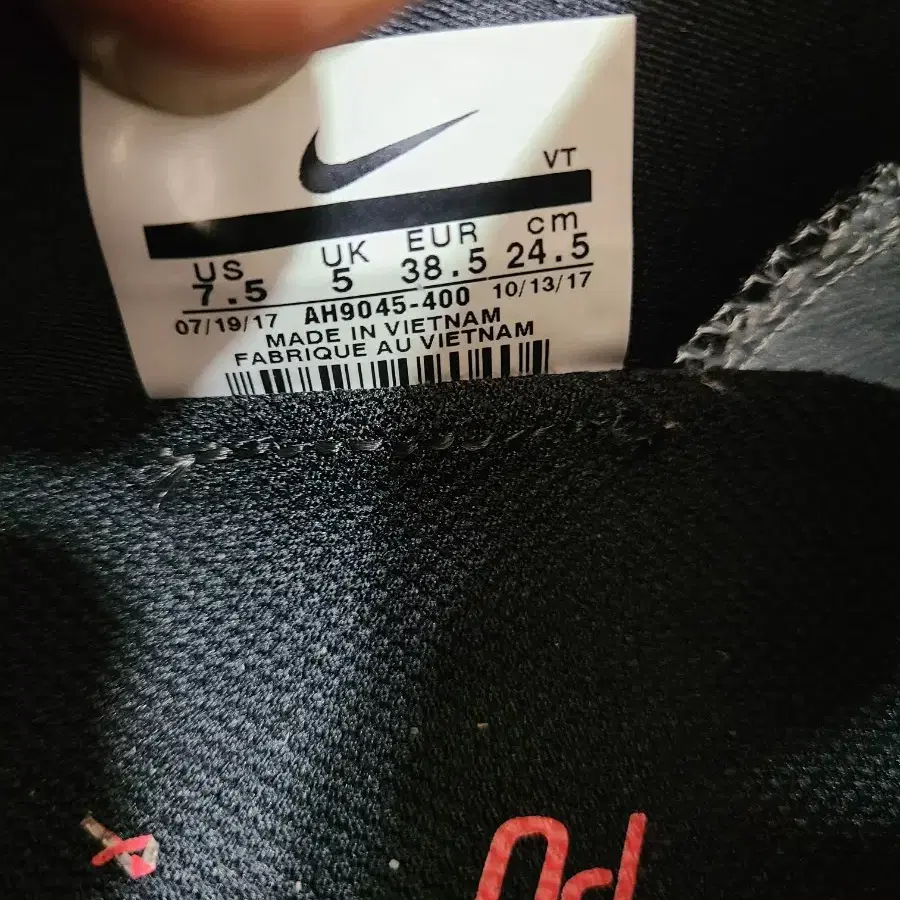 VT
US UK EUR cm
7.5 5 38.5 24.5
07/19/17 AH9045-400 10/13/17
MADE IN VIETNAM
FABRIQUE AU VIETNAM